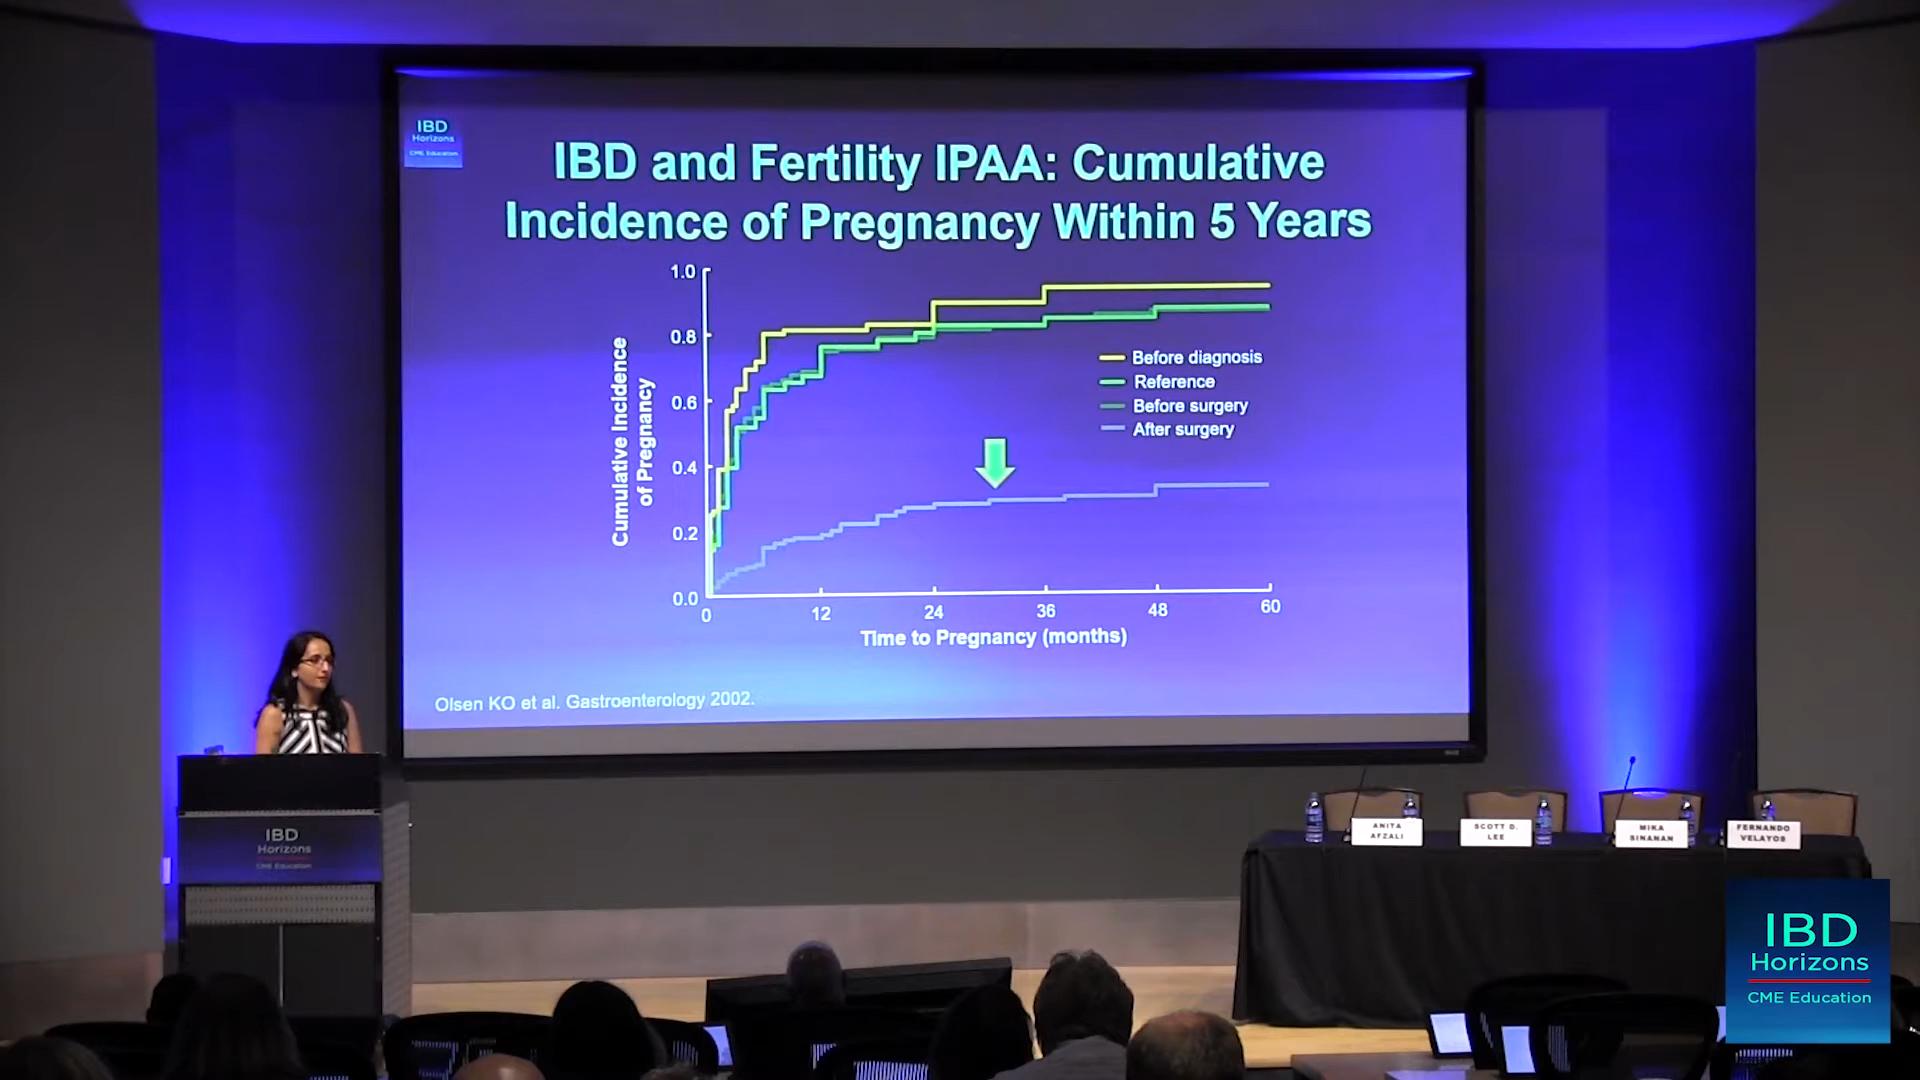 IBD
Horizons
CME Education
IBD and Fertility IPAA: Cumulative
Incidence of Pregnancy Within 5 Years
Cumulative Incidence
of Pregnancy
1.0
0.8
0.6
0.4
0.2
0.0
0
12
24
36
48
60
Time to Pregnancy (months)
Before diagnosis
Reference
Before surgery
After surgery
Olsen KO et al. Gastroenterology 2002.
IBD
Horizons
CME Education
ANITA
AFZALI
SCOTT D.
LEE
MIKA
SINANAN
FERNANDO
VELAYOS
IBD
Horizons
CME Education